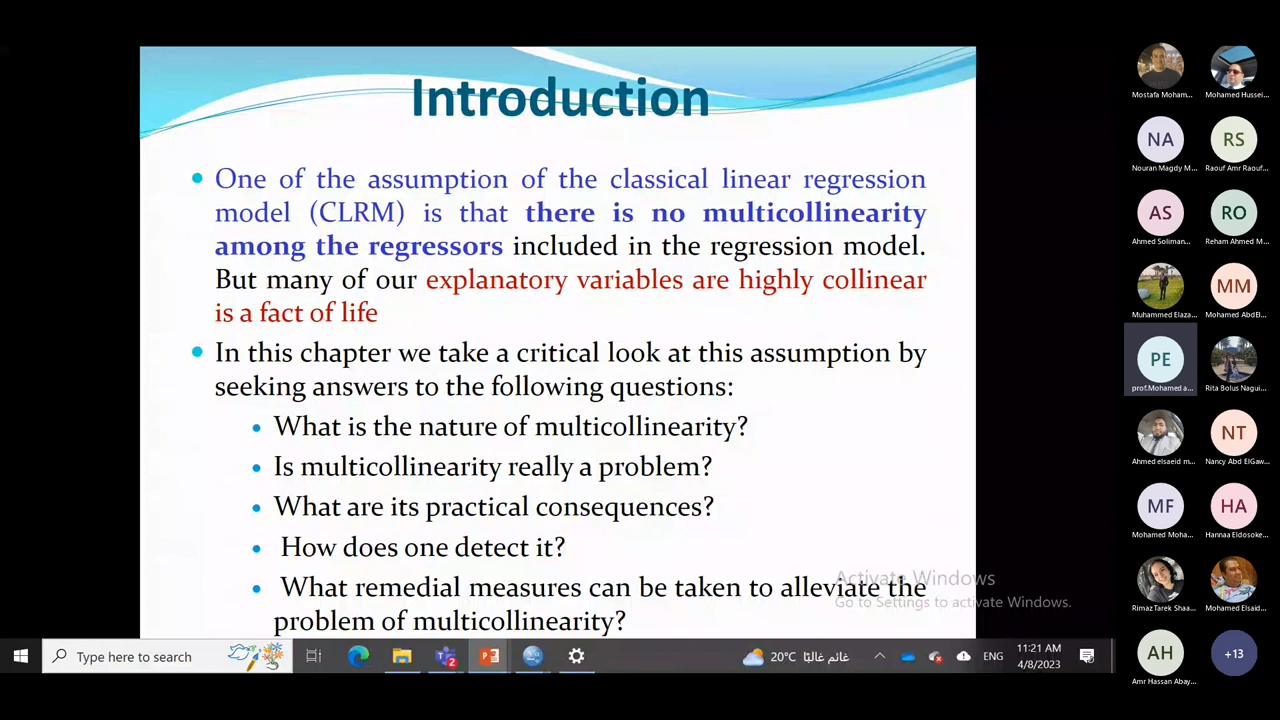 Introduction
One of the assumption of the classical linear regression
model (CLRM) is that there is no multicollinearity
among the regressors included in the regression model.
But many of our explanatory variables are highly collinear
is a fact of life
In this chapter we take a critical look at this assumption by
seeking answers to the following questions:
What is the nature of multicollinearity?
Is multicollinearity really a problem?
What are its practical consequences?
How does one detect it?
What remedial measures can be taken to alleviate the
problem of multicollinearity?
Activate Windows
Go to Settings to activate Windows.
Type here to search
2
20°C
غائم غالبًا
ENG
11:21 AM
4/8/2023
Mostafa Moham...
Mohamed Hussei...
NA
RS
Nouran Magdy M...
Raouf Amr Raouf...
AS
RO
Ahmed Soliman...
Reham Ahmed M...
MM
Muhammed Elaza...
Mohamed AbdEl...
PE
prof.Mohamed a...
Rita Bolus Nagui...
NT
Ahmed elsaeid m...
Nancy Abd ElGaw...
MF
HA
Mohamed Moha...
Hannaa Eldosoke...
Rimaz Tarek Shaa...
Mohamed Elsaid...
AH
+13
Amr Hassan Abay...